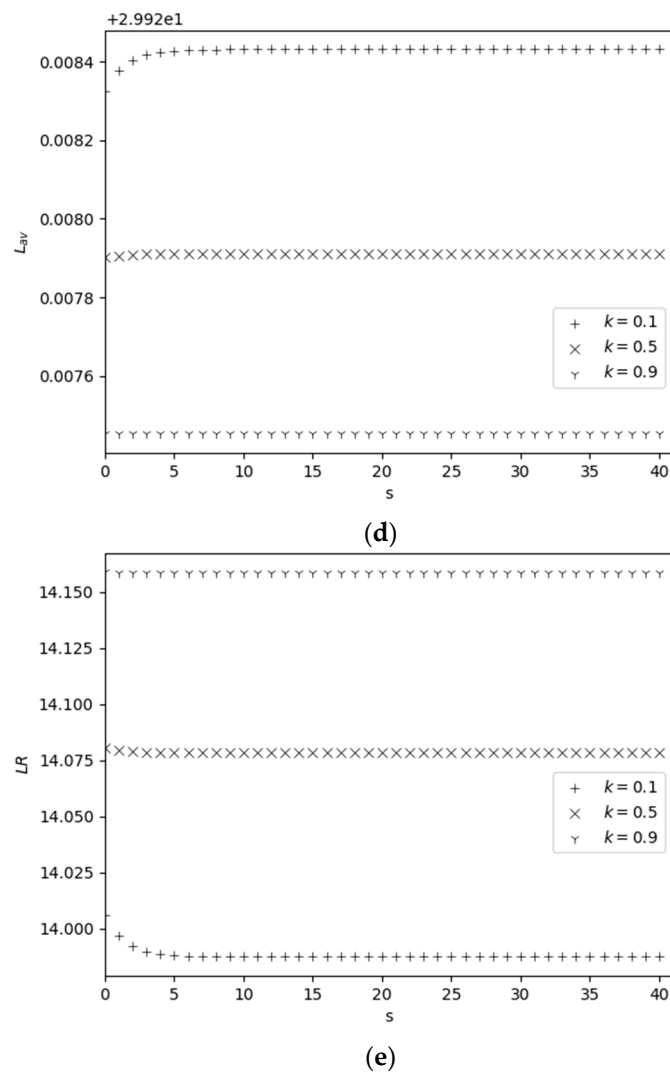 +2.992e1
0.0084
0.0082
0.0080
0.0078
0.0076
L_av
k = 0.1
k = 0.5
k = 0.9
0 5 10 15 20 25 30 35 40
s
(d)
14.150
14.125
14.100
14.075
14.050
14.025
14.000
LR
k = 0.1
k = 0.5
k = 0.9
0 5 10 15 20 25 30 35 40
s
(e)